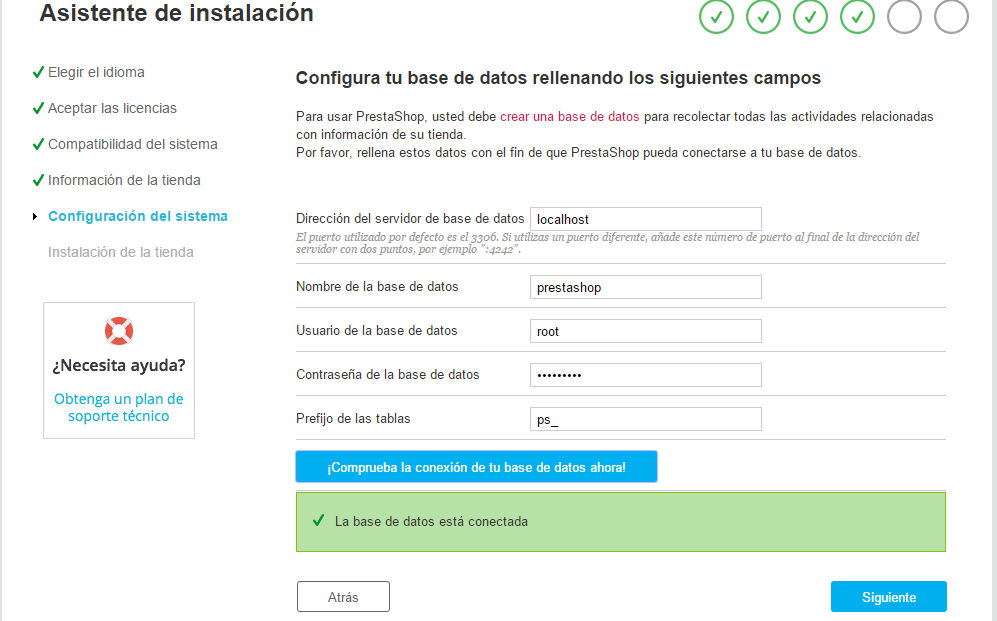 Asistente de instalación
Elegir el idioma
Aceptar las licencias
Compatibilidad del sistema
Información de la tienda
Configuración del sistema
Instalación de la tienda
¿Necesita ayuda?
Obtenga un plan de
soporte técnico
Configura tu base de datos rellenando los siguientes campos
Para usar PrestaShop, usted debe crear una base de datos para recolectar todas las actividades relacionadas
con información de su tienda.
Por favor, rellena estos datos con el fin de que PrestaShop pueda conectarse a tu base de datos.
Dirección del servidor de base de datos localhost
El puerto utilizado por defecto es el 3306. Si utilizas un puerto diferente, añade este número de puerto al final de la dirección del
servidor con dos puntos, por ejemplo ":4242".
Nombre de la base de datos prestashop
Usuario de la base de datos root
Contraseña de la base de datos •••••••••
Prefijo de las tablas ps_
¡Comprueba la conexión de tu base de datos ahora!
La base de datos está conectada
Atrás Siguiente